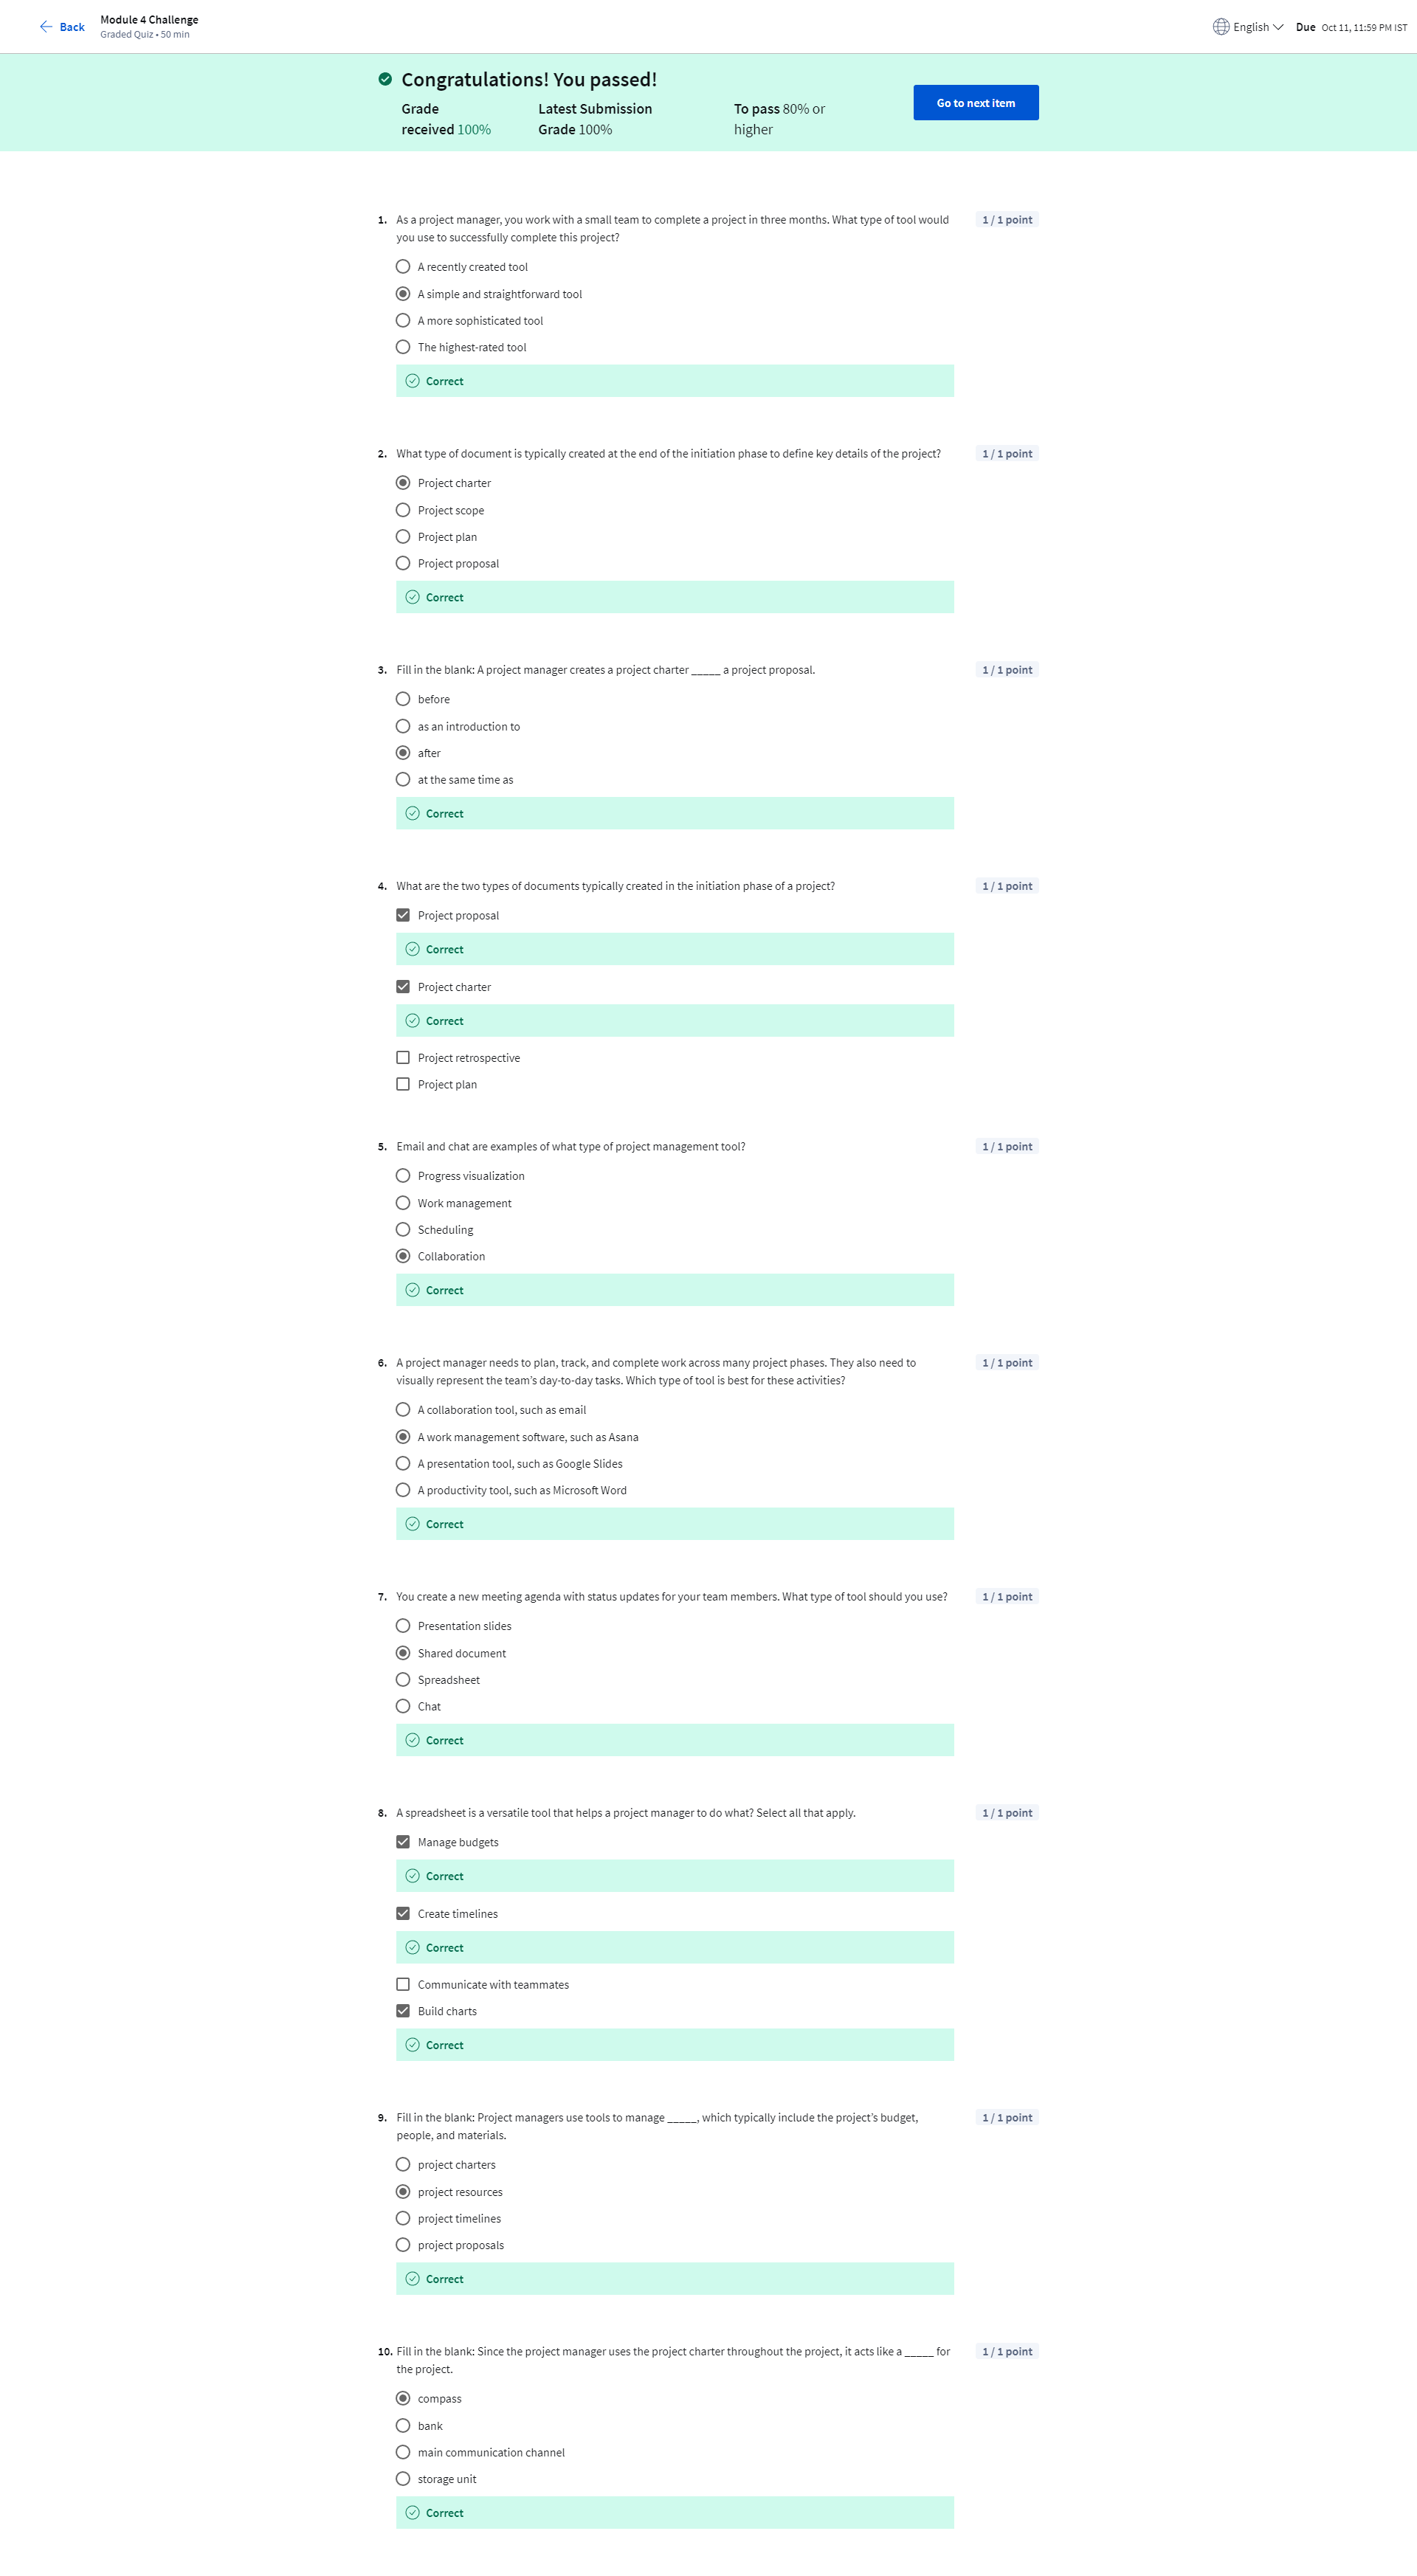 Back
Module 4 Challenge
Graded Quiz • 50 min
English
Due Oct 11, 11:59 PM IST
Congratulations! You passed!
Grade received 100%
Latest Submission Grade 100%
To pass 80% or higher
Go to next item
1. As a project manager, you work with a small team to complete a project in three months. What type of tool would
you use to successfully complete this project?
1 / 1 point
A recently created tool
A simple and straightforward tool
A more sophisticated tool
The highest-rated tool
Correct
2. What type of document is typically created at the end of the initiation phase to define key details of the project?
1 / 1 point
Project charter
Project scope
Project plan
Project proposal
Correct
3. Fill in the blank: A project manager creates a project charter _____ a project proposal.
1 / 1 point
before
as an introduction to
after
at the same time as
Correct
4. What are the two types of documents typically created in the initiation phase of a project?
1 / 1 point
Project proposal
Correct
Project charter
Correct
Project retrospective
Project plan
5. Email and chat are examples of what type of project management tool?
1 / 1 point
Progress visualization
Work management
Scheduling
Collaboration
Correct
6. A project manager needs to plan, track, and complete work across many project phases. They also need to
visually represent the team’s day-to-day tasks. Which type of tool is best for these activities?
1 / 1 point
A collaboration tool, such as email
A work management software, such as Asana
A presentation tool, such as Google Slides
A productivity tool, such as Microsoft Word
Correct
7. You create a new meeting agenda with status updates for your team members. What type of tool should you use?
1 / 1 point
Presentation slides
Shared document
Spreadsheet
Chat
Correct
8. A spreadsheet is a versatile tool that helps a project manager to do what? Select all that apply.
1 / 1 point
Manage budgets
Correct
Create timelines
Correct
Communicate with teammates
Build charts
Correct
9. Fill in the blank: Project managers use tools to manage _____, which typically include the project’s budget,
people, and materials.
1 / 1 point
project charters
project resources
project timelines
project proposals
Correct
10. Fill in the blank: Since the project manager uses the project charter throughout the project, it acts like a _____ for
the project.
1 / 1 point
compass
bank
main communication channel
storage unit
Correct